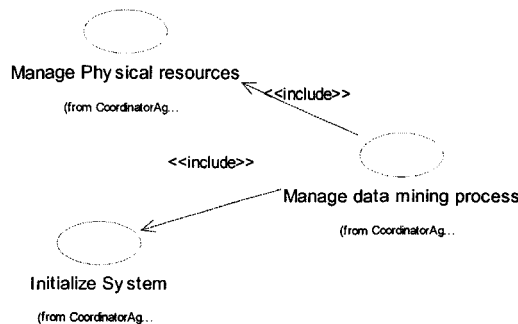 Manage Physical resources
(from CoordinatorAg...
<<include>>
<<include>>
Manage data mining process
(from CoordinatorAg...
Initialize System
(from CoordinatorAg...